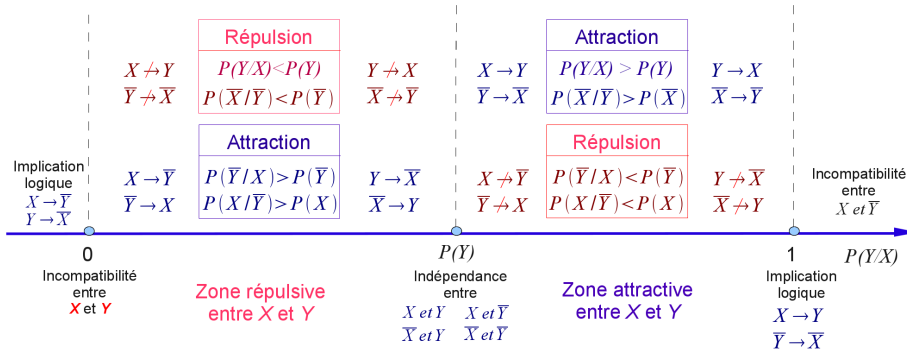 Répulsion
P(Y/X)<P(Y)
P(X̅/Y̅)<P(Y̅)
X↛Y
Y̅↛X̅
Y↛X
X̅↛Y̅
Attraction
P(Y̅/X)>P(Y̅)
P(X/Y̅)>P(X)
X→Y̅
Y̅→X
Y→X̅
X̅→Y
Attraction
P(Y/X) > P(Y)
P(X̅/Y̅)>P(X̅)
X→Y
Y̅→X̅
Y→X
X̅→Y̅
Répulsion
P(Y̅/X)<P(Y̅)
P(X/Y̅)<P(X)
X↛Y̅
Y̅↛X
Y↛X̅
X̅↛Y
Implication
logique
X→Y̅
Y→X̅
Incompatibilité
entre
X et Y̅
0
P(Y)
1
P(Y/X)
Incompatibilité
entre
X et Y
Zone répulsive
entre X et Y
Indépendance
entre
X et Y X et Y̅
X̅ et Y X̅ et Y̅
Zone attractive
entre X et Y
Implication
logique
X→Y
Y̅→X̅